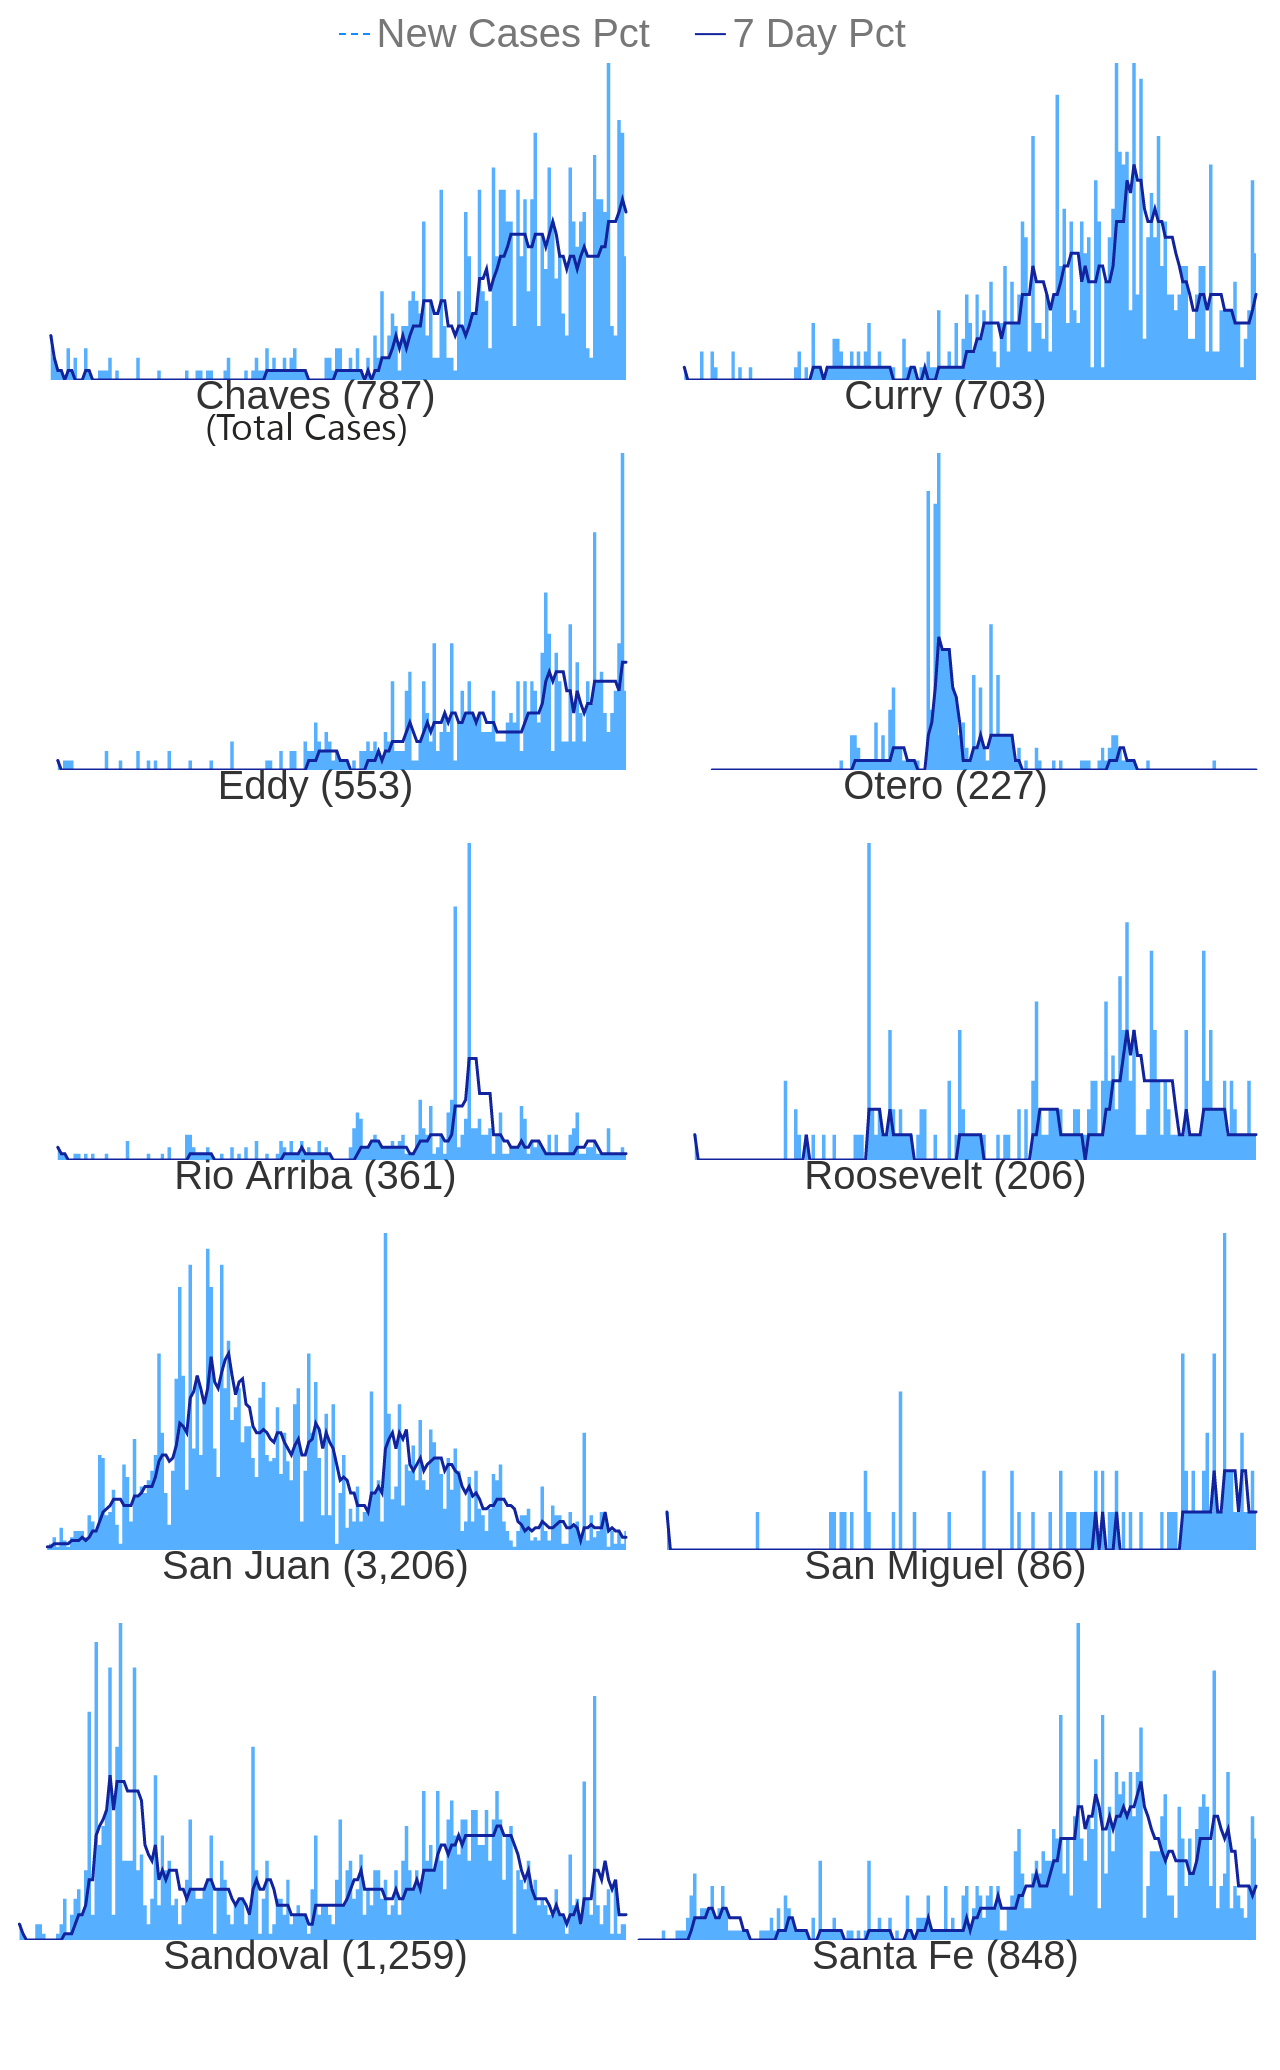 New Cases Pct 7 Day Pct
Chaves (787) Curry (703)
(Total Cases)
Eddy (553) Otero (227)
Rio Arriba (361) Roosevelt (206)
San Juan (3,206) San Miguel (86)
Sandoval (1,259) Santa Fe (848)